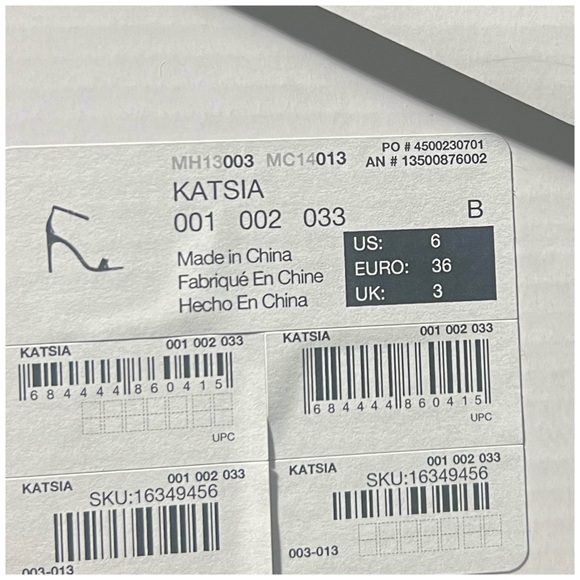 PO # 4500230701
MH13003 MC14013 AN # 13500876002
KATSIA
001 002 033 B
Made in China
Fabriqué En Chine
Hecho En China
US: 6
EURO: 36
UK: 3
KATSIA 001 002 033
6 84444 86041 5
UPC
KATSIA 001 002 033
6 84444 86041 5
UPC
KATSIA 001 002 033
SKU:16349456
003-013
KATSIA 001 002 033
SKU:16349456
003-013